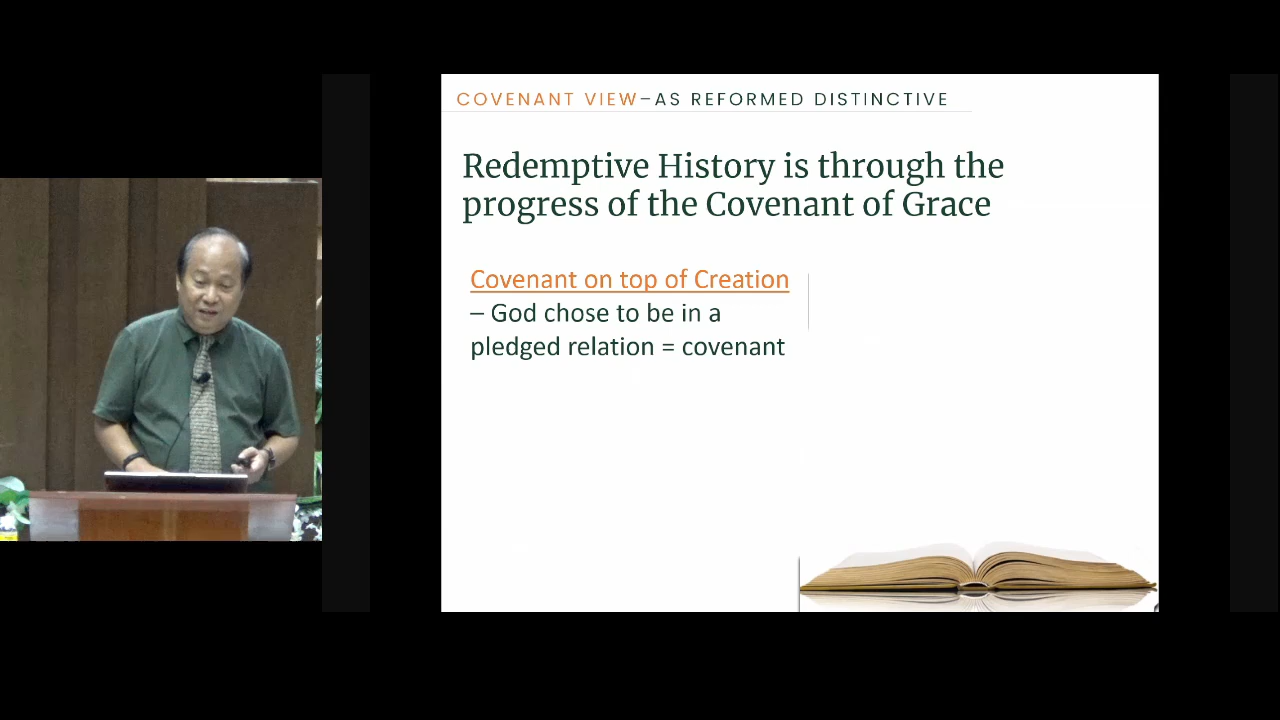 COVENANT VIEW–AS REFORMED DISTINCTIVE
Redemptive History is through the
progress of the Covenant of Grace
Covenant on top of Creation
– God chose to be in a
pledged relation = covenant